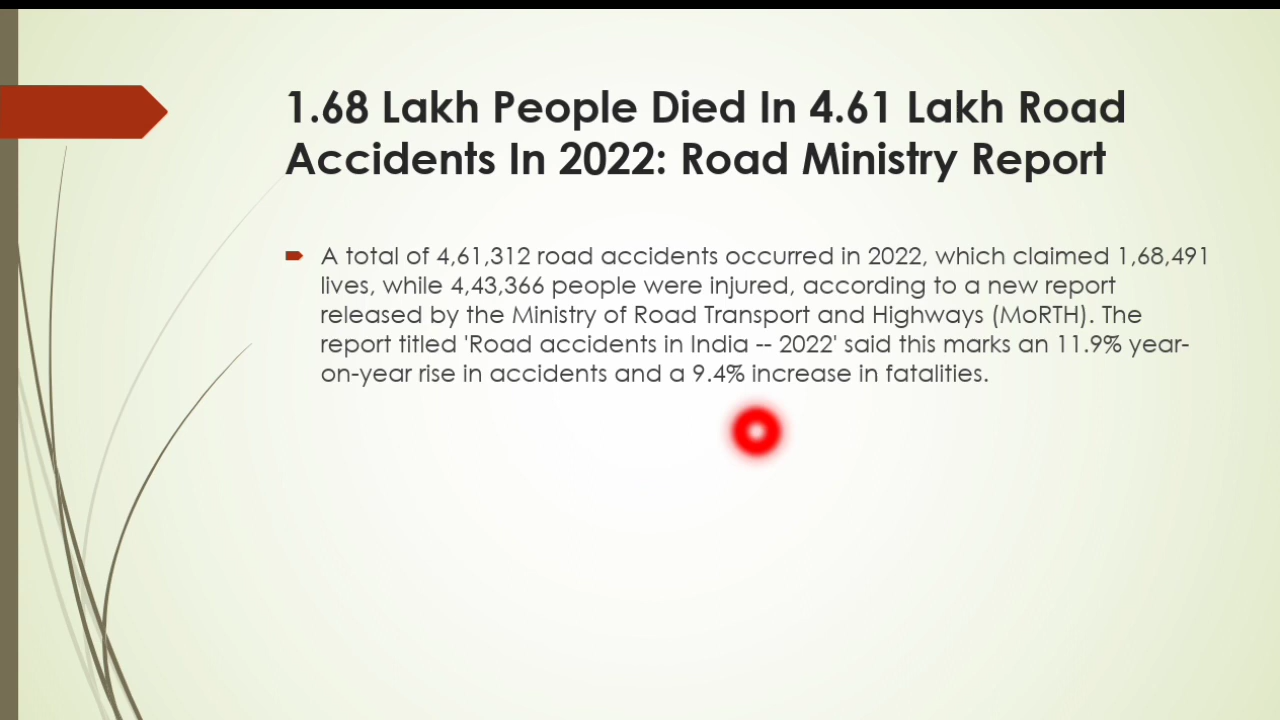 1.68 Lakh People Died In 4.61 Lakh Road
Accidents In 2022: Road Ministry Report
A total of 4,61,312 road accidents occurred in 2022, which claimed 1,68,491
lives, while 4,43,366 people were injured, according to a new report
released by the Ministry of Road Transport and Highways (MoRTH). The
report titled 'Road accidents in India -- 2022' said this marks an 11.9% year-
on-year rise in accidents and a 9.4% increase in fatalities.